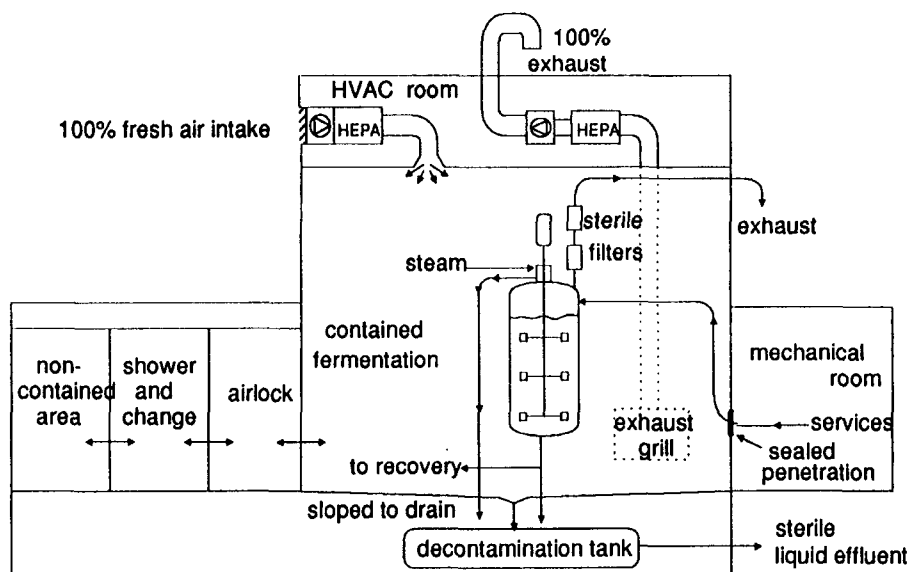 100%
exhaust
HVAC room
100% fresh air intake
HEPA
HEPA
sterile
filters
exhaust
steam
contained
fermentation
non-
contained
area
shower
and
change
airlock
mechanical
room
exhaust
grill
services
sealed
penetration
to recovery
sloped to drain
decontamination tank
sterile
liquid effluent